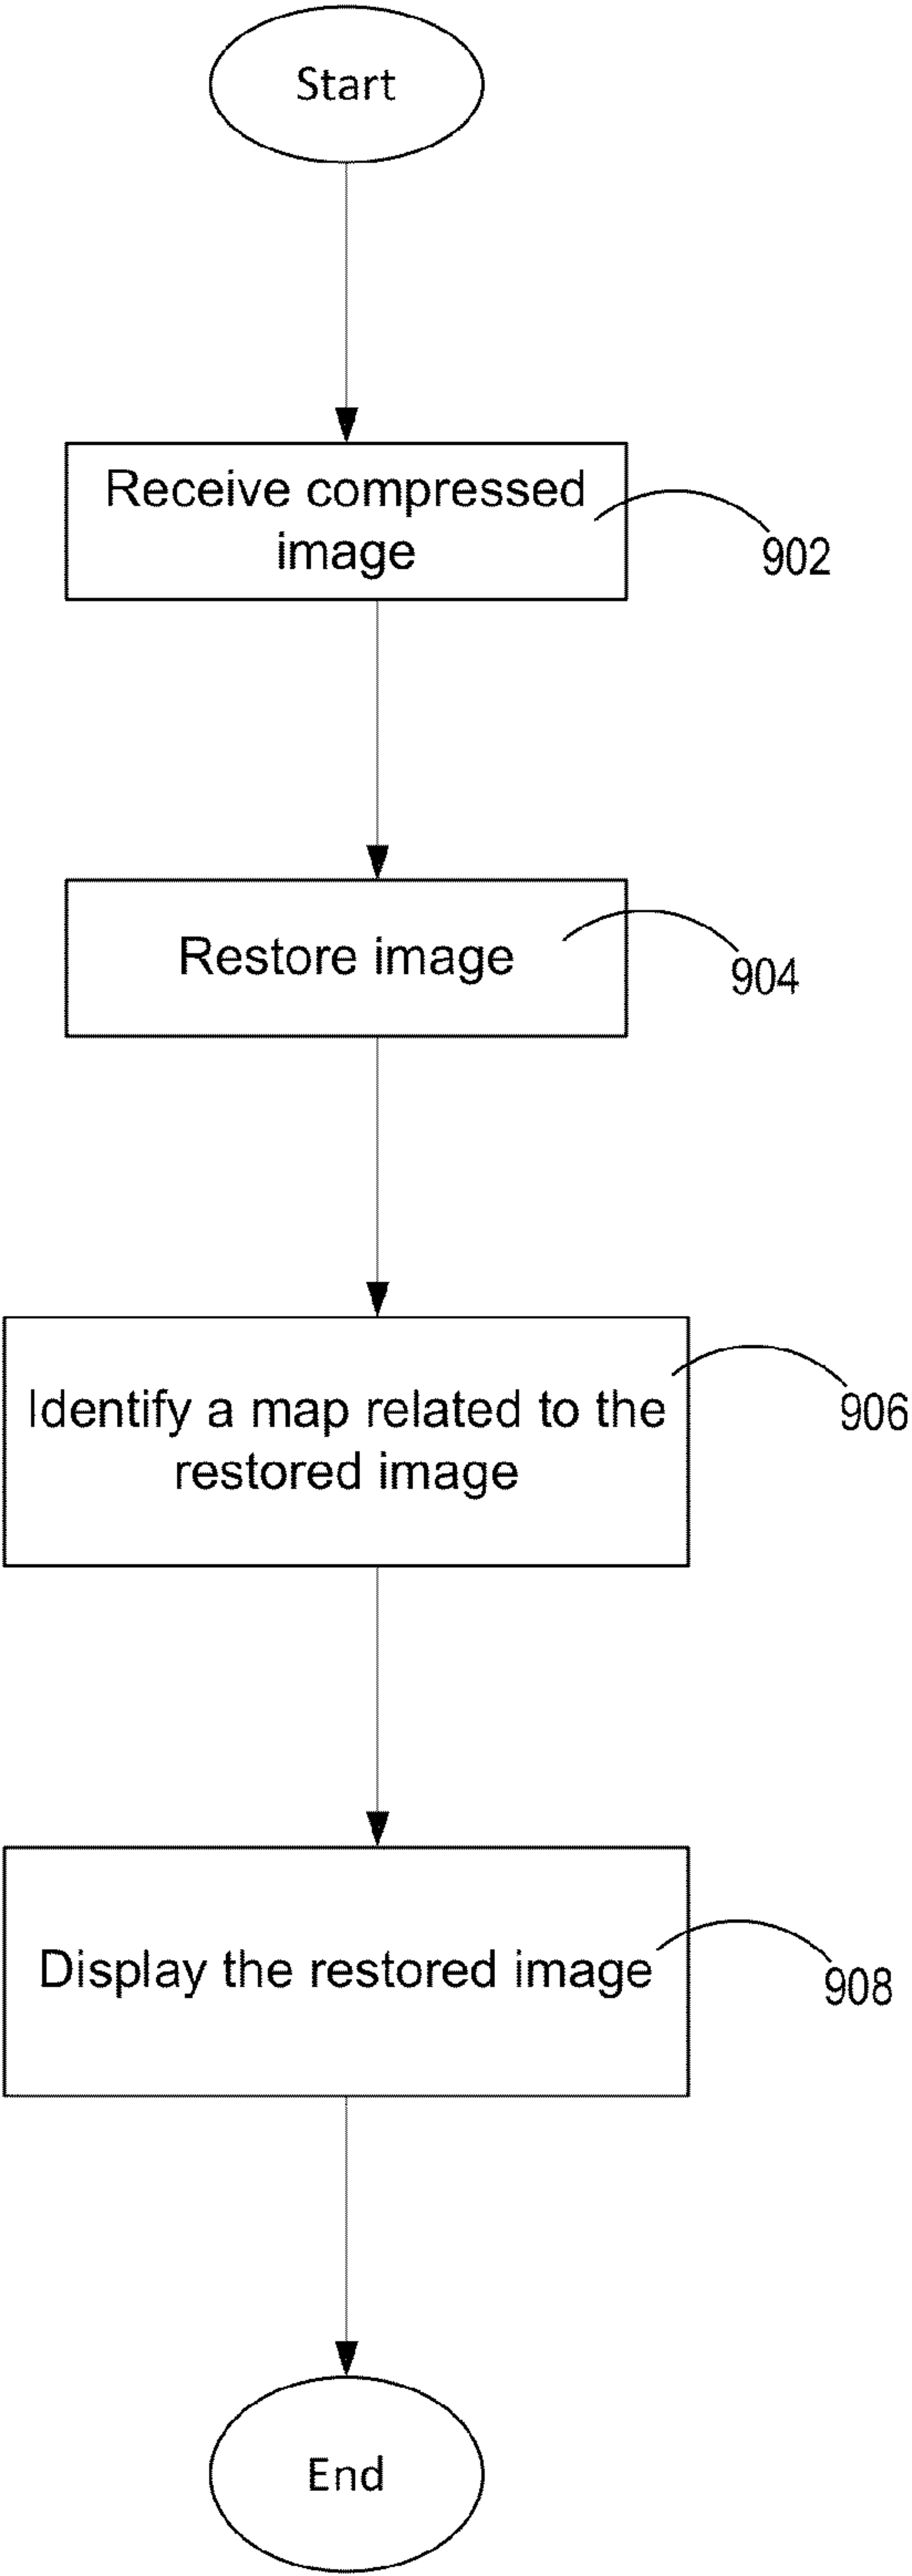 Start
Receive compressed
image
902
Restore image
904
Identify a map related to the
restored image
906
Display the restored image
908
End